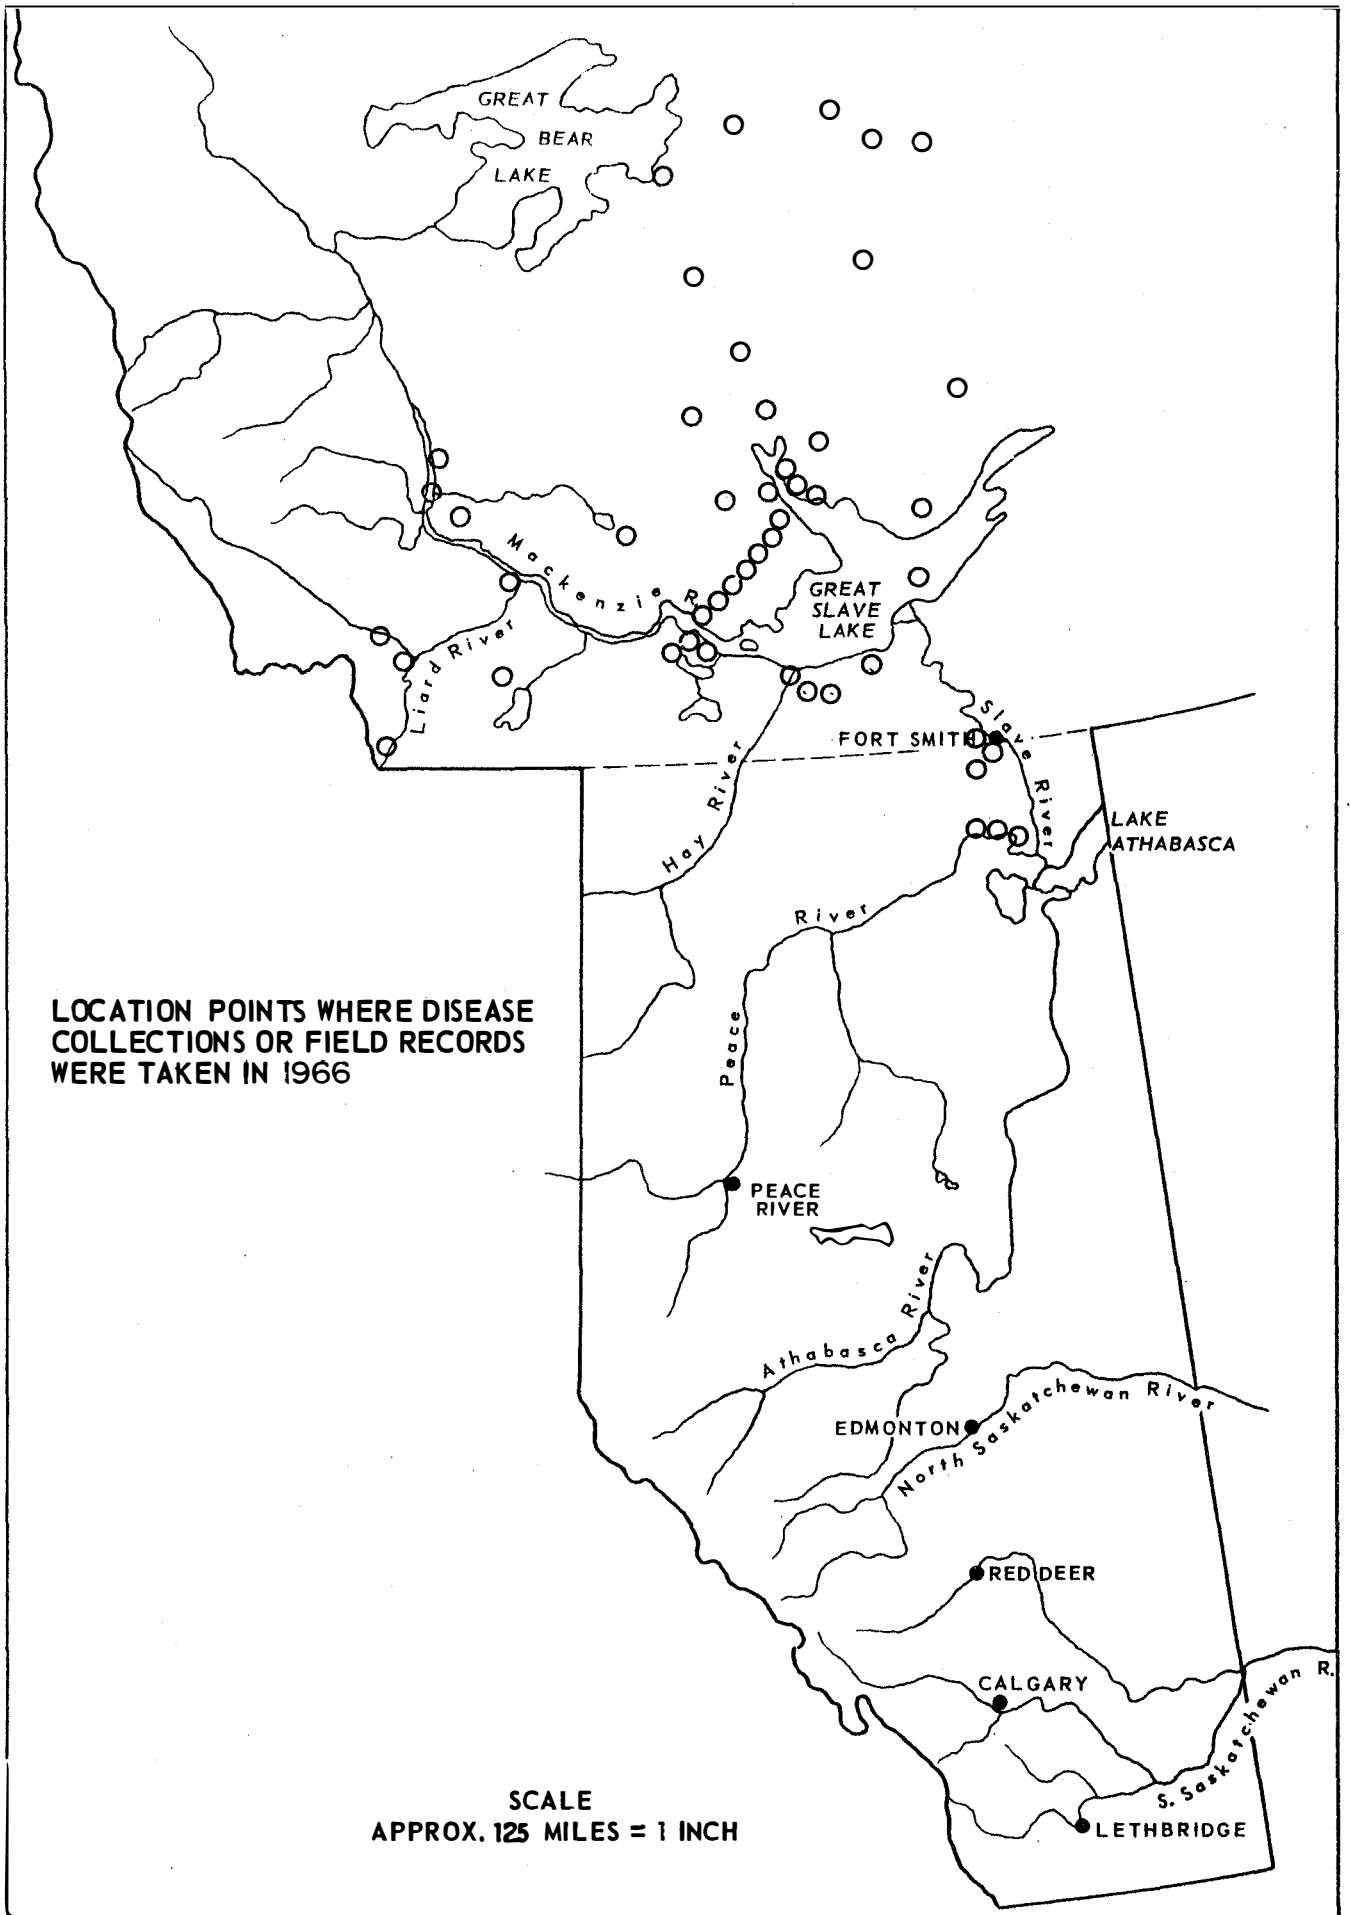 GREAT
BEAR
LAKE
Mackenzie R.
GREAT
SLAVE
LAKE
Liard River
Slave River
FORT SMITH
Hay River
LAKE
ATHABASCA
Peace River
LOCATION POINTS WHERE DISEASE
COLLECTIONS OR FIELD RECORDS
WERE TAKEN IN 1966
PEACE
RIVER
Athabasca River
EDMONTON
North Saskatchewan River
RED DEER
CALGARY
S. Saskatchewan R.
SCALE
APPROX. 125 MILES = 1 INCH
LETHBRIDGE